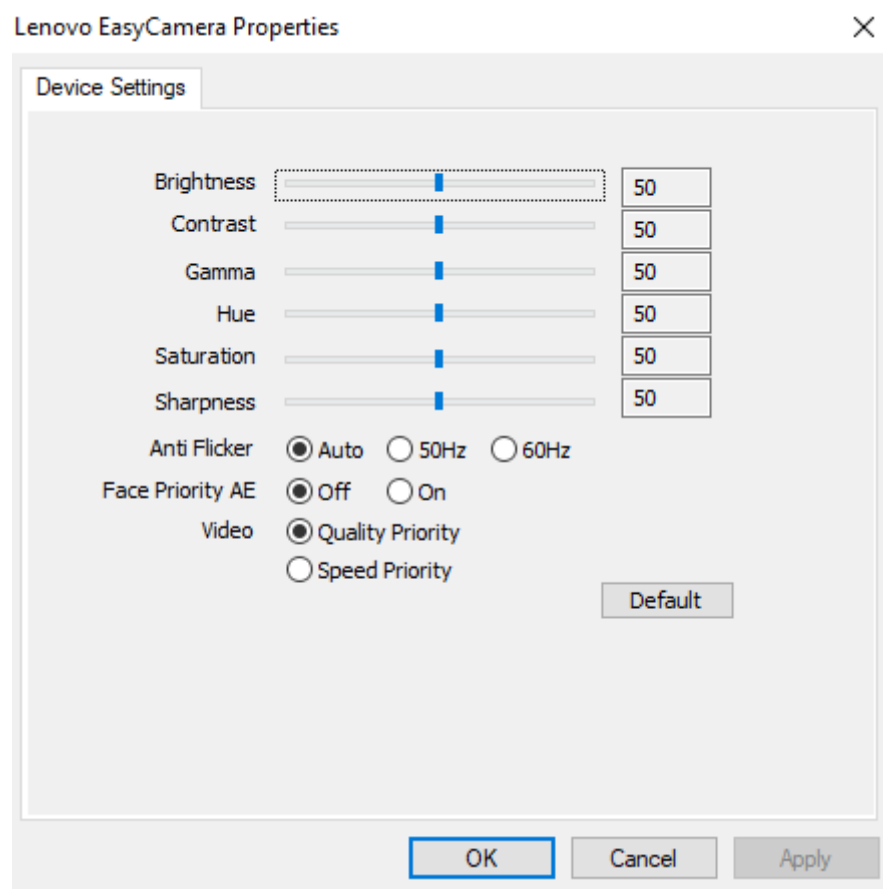 Lenovo EasyCamera Properties
Device Settings
Brightness 50
Contrast 50
Gamma 50
Hue 50
Saturation 50
Sharpness 50
Anti Flicker Auto 50Hz 60Hz
Face Priority AE Off On
Video Quality Priority
Speed Priority
Default
OK Cancel Apply